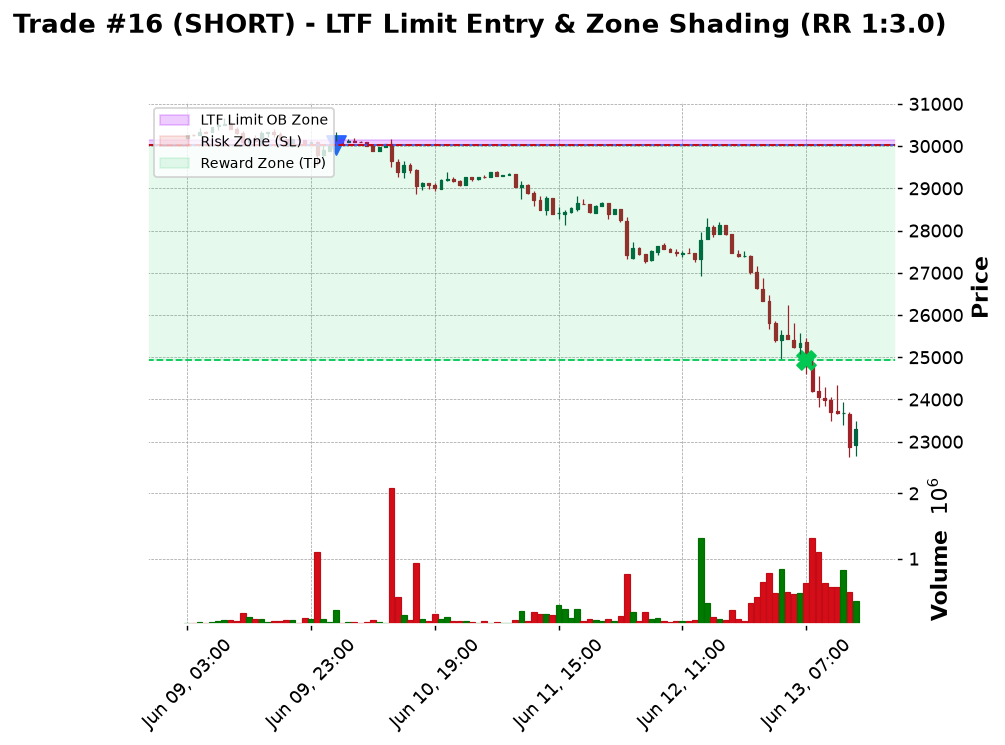 Trade #16 (SHORT) - LTF Limit Entry & Zone Shading (RR 1:3.0)
LTF Limit OB Zone
Risk Zone (SL)
Reward Zone (TP)
31000
30000
29000
28000
27000
26000
25000
24000
23000
Price
2
1
Volume 10^6
Jun 09, 03:00
Jun 09, 23:00
Jun 10, 19:00
Jun 11, 15:00
Jun 12, 11:00
Jun 13, 07:00